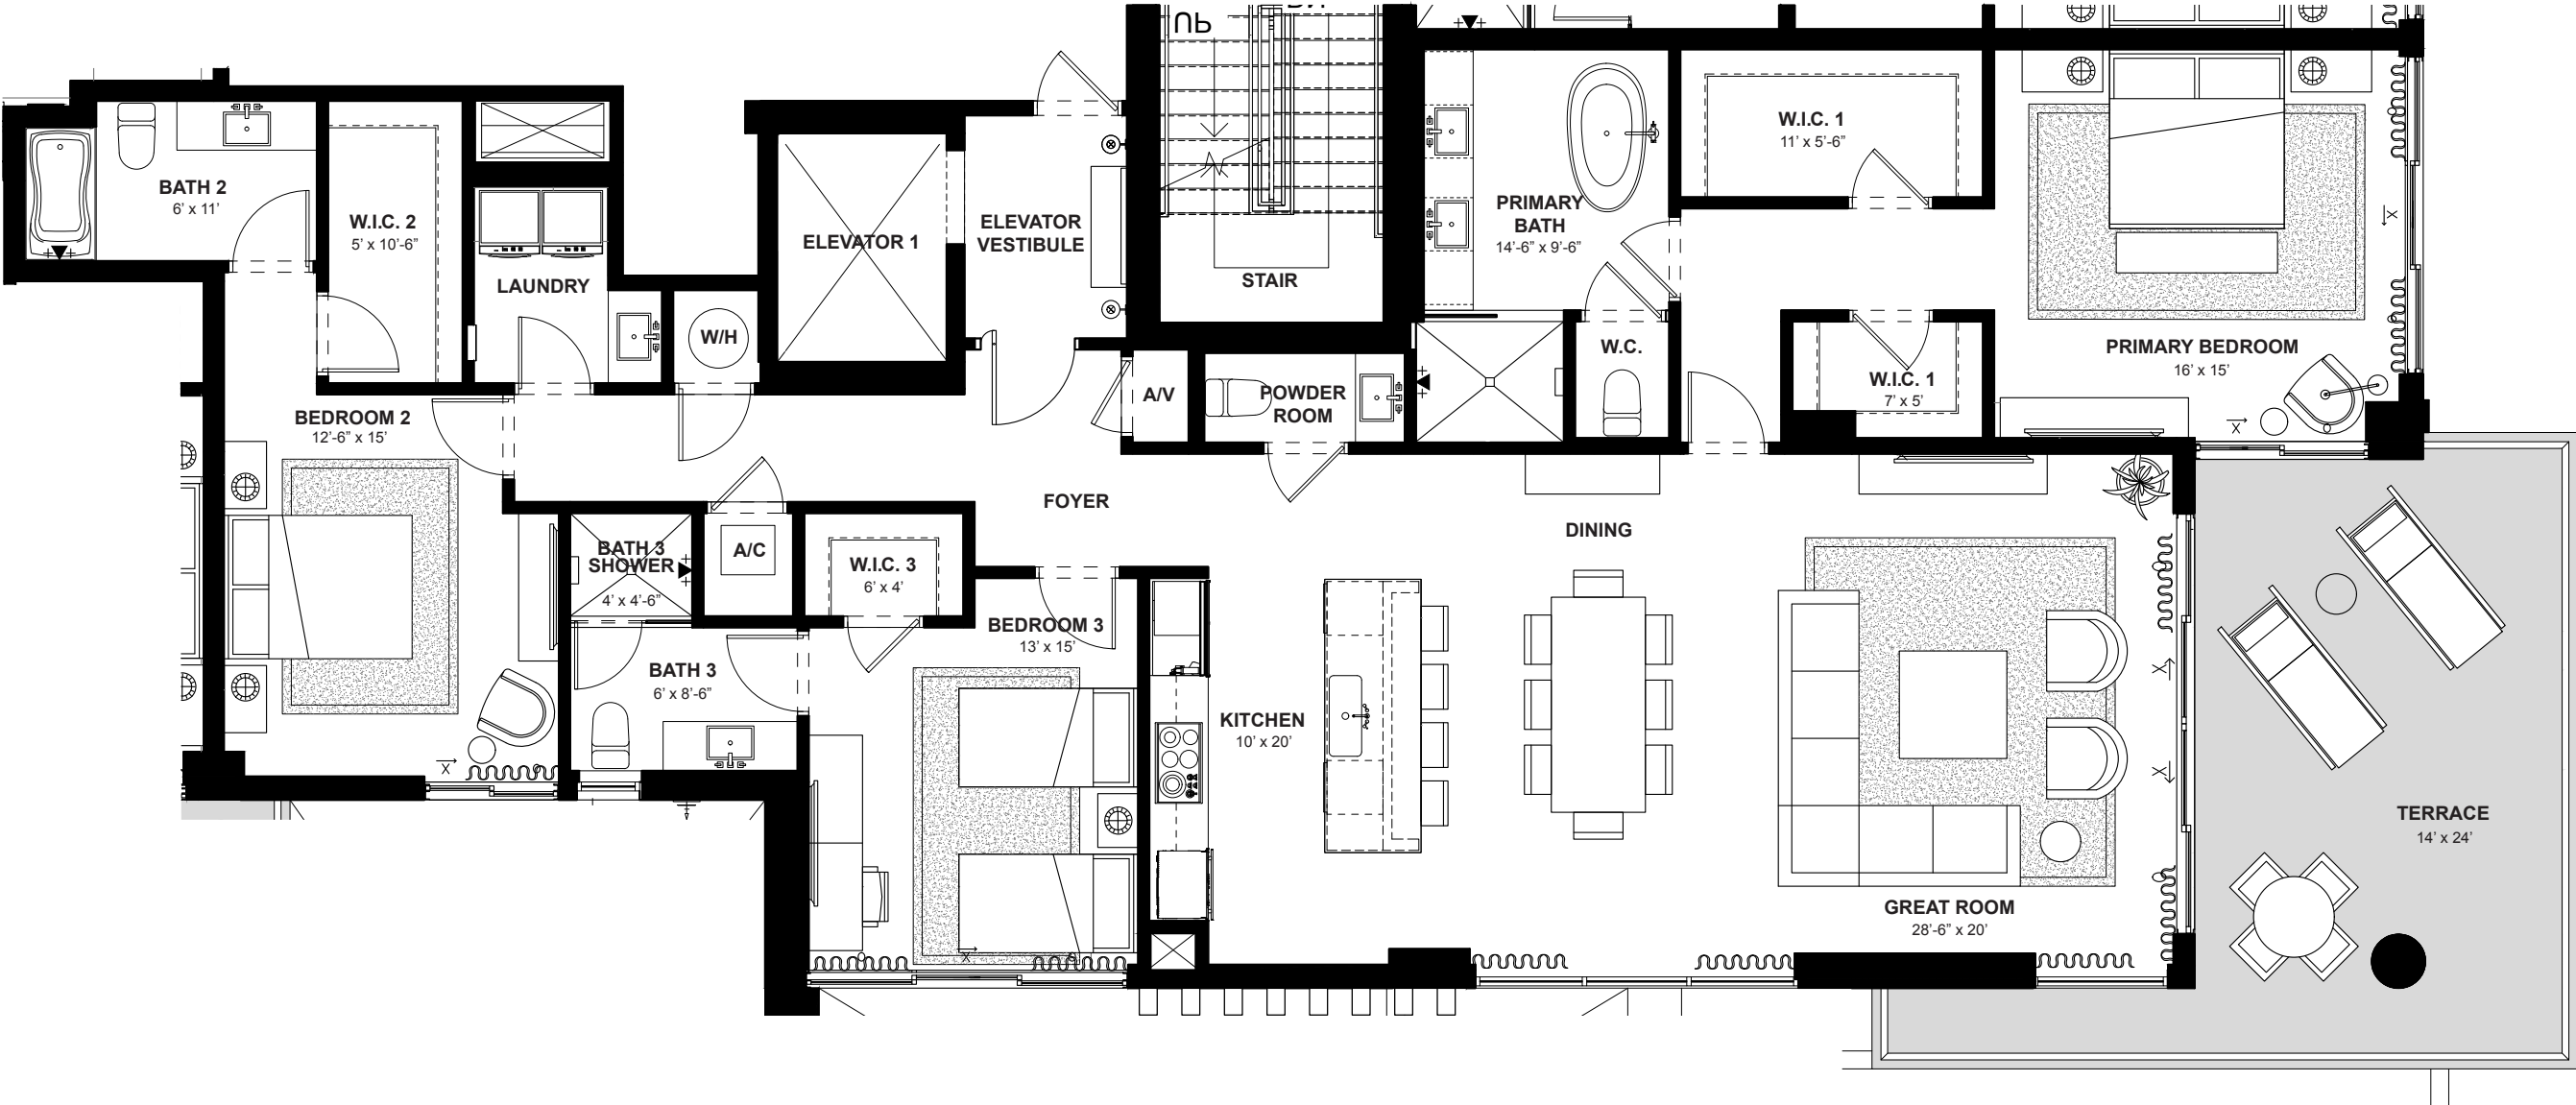 UP
BATH 2
6' x 11'
W.I.C. 2
5' x 10'-6"
LAUNDRY
W/H
ELEVATOR 1
ELEVATOR
VESTIBULE
STAIR
PRIMARY
BATH
14'-6" x 9'-6"
W.I.C. 1
11' x 5'-6"
W.C.
W.I.C. 1
7' x 5'
PRIMARY BEDROOM
16' x 15'
X
X
BEDROOM 2
12'-6" x 15'
A/V
POWDER
ROOM
FOYER
DINING
BATH 3
SHOWER
4' x 4'-6"
A/C
W.I.C. 3
6' x 4'
BEDROOM 3
13' x 15'
BATH 3
6' x 8'-6"
KITCHEN
10' x 20'
X
X
X
X
GREAT ROOM
28'-6" x 20'
TERRACE
14' x 24'